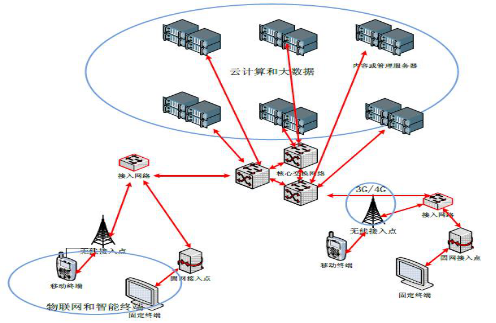 云计算和大数据
内容或管理服务器
核心交换网络
接入网络
3G/4G
接入网络
无线接入点
无线接入点
固网接入点
固网接入点
移动终端
移动终端
物联网和智能终端
固定终端
固定终端